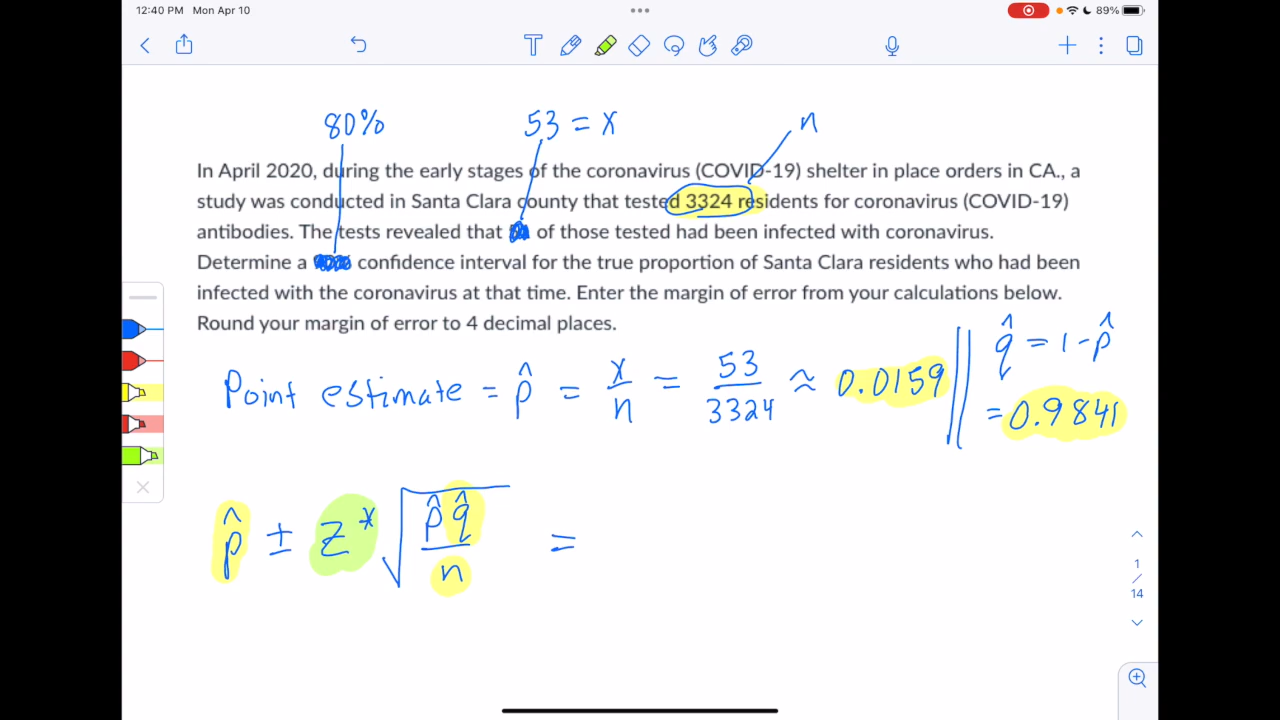 12:40 PM Mon Apr 10
89%
T
80%
53 = x
n
In April 2020, during the early stages of the coronavirus (COVID-19) shelter in place orders in CA., a
study was conducted in Santa Clara county that tested 3324 residents for coronavirus (COVID-19)
antibodies. The tests revealed that of those tested had been infected with coronavirus.
Determine a confidence interval for the true proportion of Santa Clara residents who had been
infected with the coronavirus at that time. Enter the margin of error from your calculations below.
Round your margin of error to 4 decimal places.
Point estimate = p̂ = x/n = 53/3324 ≈ 0.0159
q̂ = 1 - p̂
= 0.9841
p̂ ± z* √(p̂q̂/n) =
1
/
14